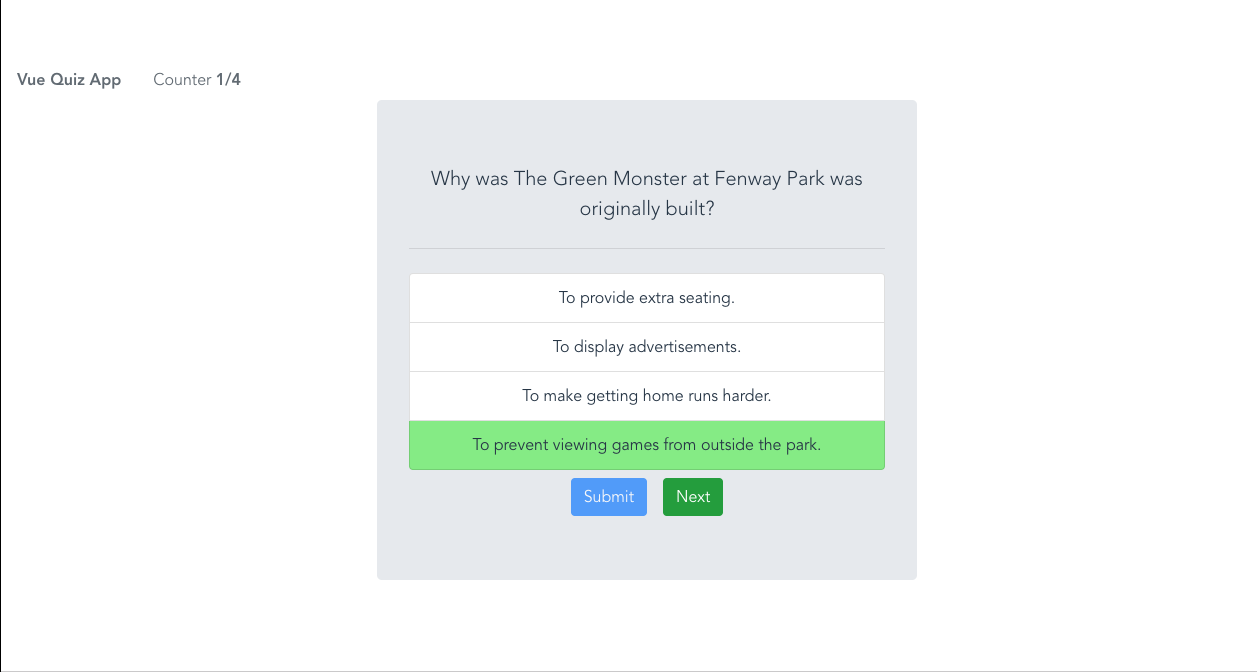 Vue Quiz App Counter 1/4
Why was The Green Monster at Fenway Park was
originally built?
To provide extra seating.
To display advertisements.
To make getting home runs harder.
To prevent viewing games from outside the park.
Submit Next